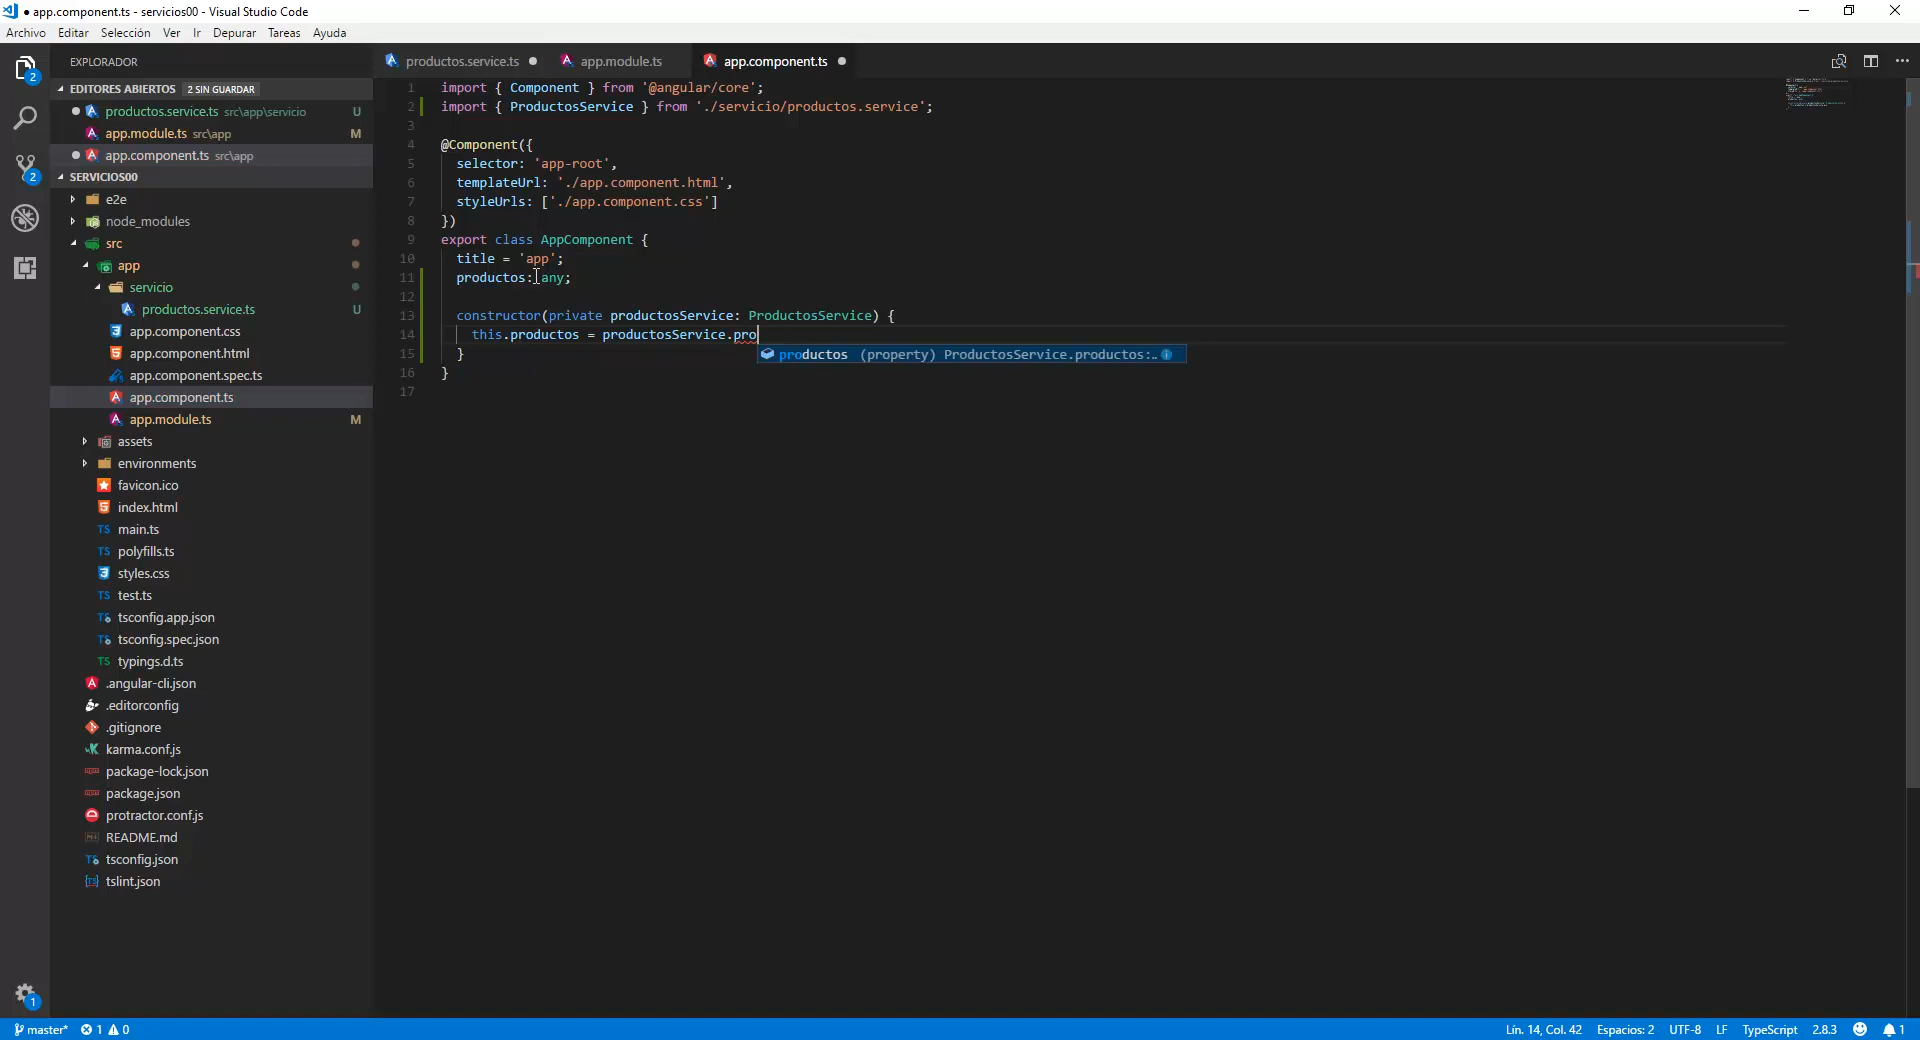 app.component.ts - servicios00 - Visual Studio Code
Archivo Editar Selección Ver Ir Depurar Tareas Ayuda
EXPLORADOR
EDITORES ABIERTOS 2 SIN GUARDAR
productos.service.ts src\app\servicio U
app.module.ts src\app M
app.component.ts src\app
SERVICIOS00
e2e
node_modules
src
app
servicio
productos.service.ts U
app.component.css
app.component.html
app.component.spec.ts
app.component.ts
app.module.ts M
assets
environments
favicon.ico
index.html
main.ts
polyfills.ts
styles.css
test.ts
tsconfig.app.json
tsconfig.spec.json
typings.d.ts
.angular-cli.json
.editorconfig
.gitignore
karma.conf.js
package-lock.json
package.json
protractor.conf.js
README.md
tsconfig.json
tslint.json
productos.service.ts app.module.ts app.component.ts
1 import { Component } from '@angular/core';
2 import { ProductosService } from './servicio/productos.service';
3
4 @Component({
5 selector: 'app-root',
6 templateUrl: './app.component.html',
7 styleUrls: ['./app.component.css']
8 })
9 export class AppComponent {
10 title = 'app';
11 productos: any;
12
13 constructor(private productosService: ProductosService) {
14 this.productos = productosService.pro
productos (property) ProductosService.productos:..
15 }
16 }
17
2
2
1
master* 1 0
Lín. 14, Col. 42 Espacios: 2 UTF-8 LF TypeScript 2.8.3 1